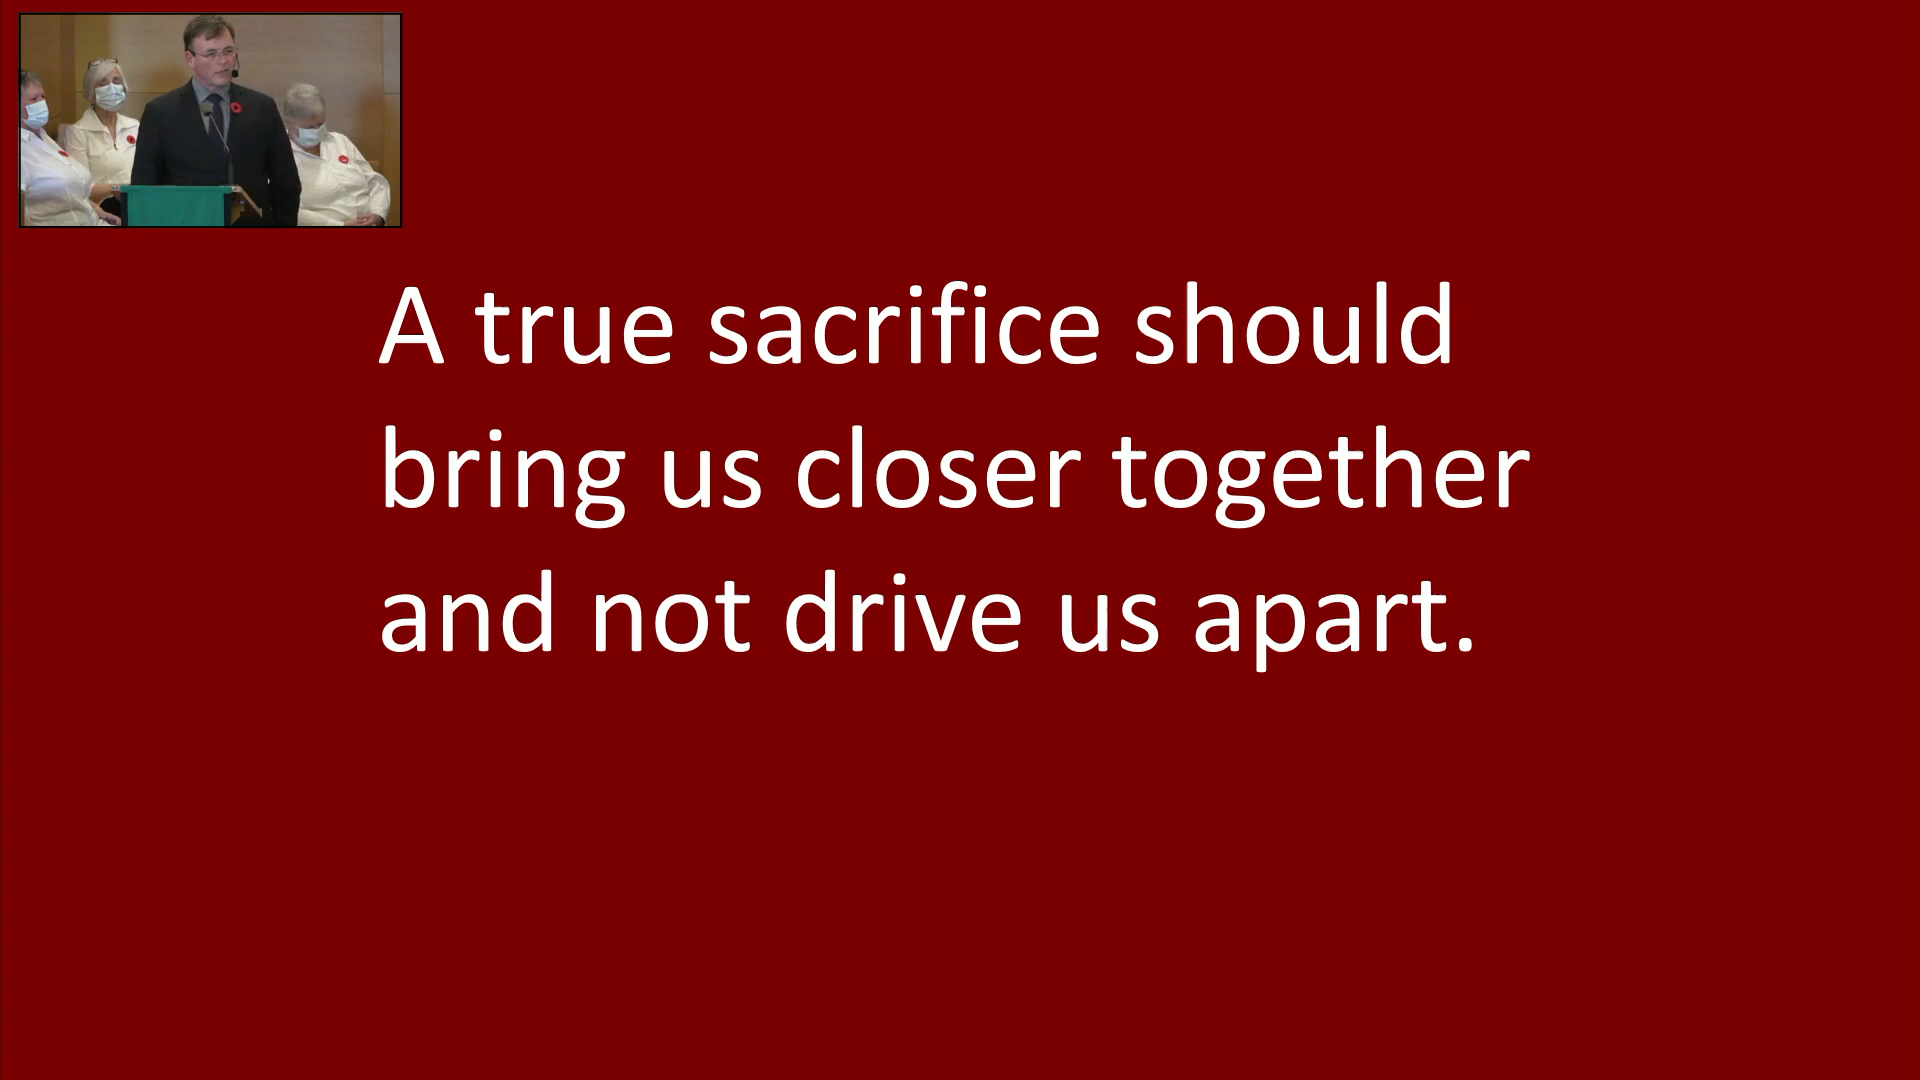 A true sacrifice should
bring us closer together
and not drive us apart.